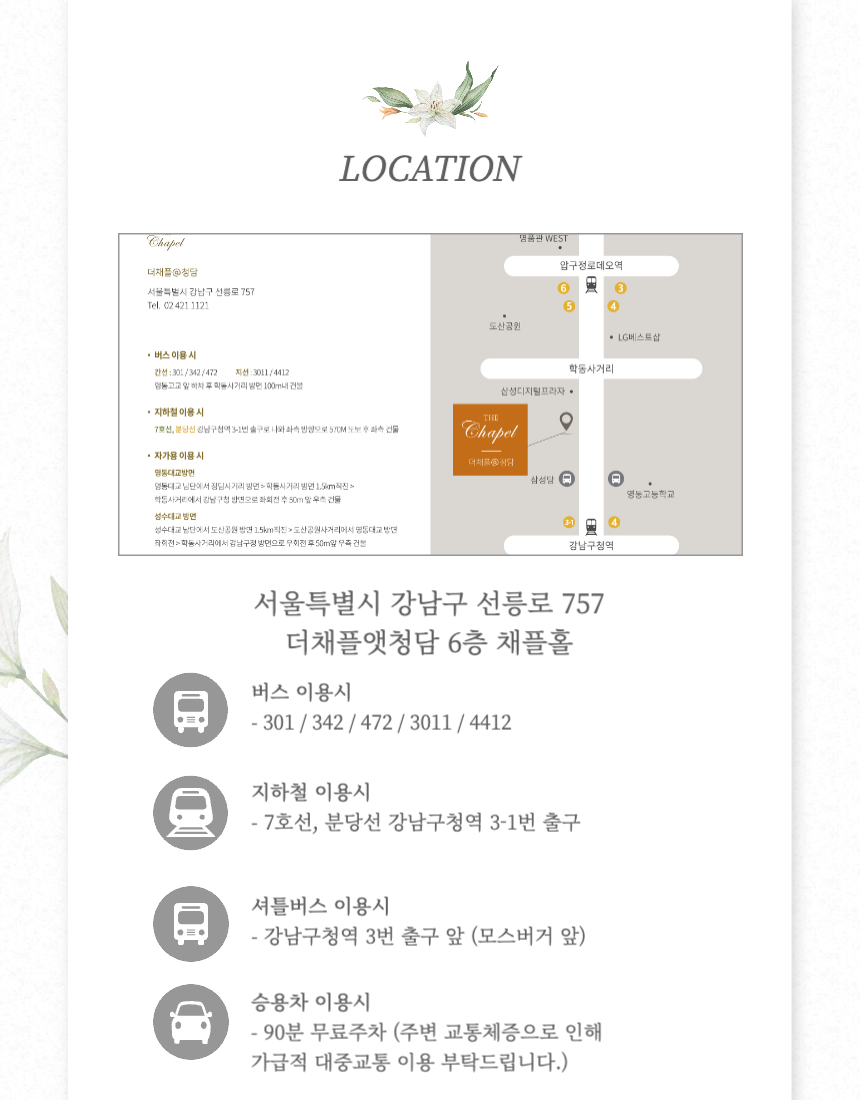 LOCATION
Chapel
더채플@청담
서울특별시 강남구 선릉로 757
Tel. 02 421 1121
• 버스 이용 시
간선 : 301 / 342 / 472 지선 : 3011 / 4412
영동고교 앞 하차 후 학동사거리 방면 100m내 건물
• 지하철 이용 시
7호선, 분당선 강남구청역 3-1번 출구로 나와 좌측 방향으로 570M 도보 후 좌측 건물
• 자가용 이용 시
영동대교방면
영동대교 남단에서 청담사거리 방면 > 학동사거리 방면 1.5km직진 >
학동사거리에서 강남구청 방면으로 좌회전 후 50m 앞 우측 건물
성수대교 방면
성수대교 남단에서 도산공원 방면 1.5km직진 > 도산공원사거리에서 영동대교 방면
좌회전 > 학동사거리에서 강남구청 방면으로 우회전 후 50m앞 우측 건물
명품관 WEST
압구정로데오역
6
3
5
4
도산공원
LG베스트샵
학동사거리
삼성디지털프라자
THE
Chapel
더채플@청담
삼성탑
영동고등학교
3-1
4
강남구청역
서울특별시 강남구 선릉로 757
더채플앳청담 6층 채플홀
버스 이용시
- 301 / 342 / 472 / 3011 / 4412
지하철 이용시
- 7호선, 분당선 강남구청역 3-1번 출구
셔틀버스 이용시
- 강남구청역 3번 출구 앞 (모스버거 앞)
승용차 이용시
- 90분 무료주차 (주변 교통체증으로 인해
가급적 대중교통 이용 부탁드립니다.)